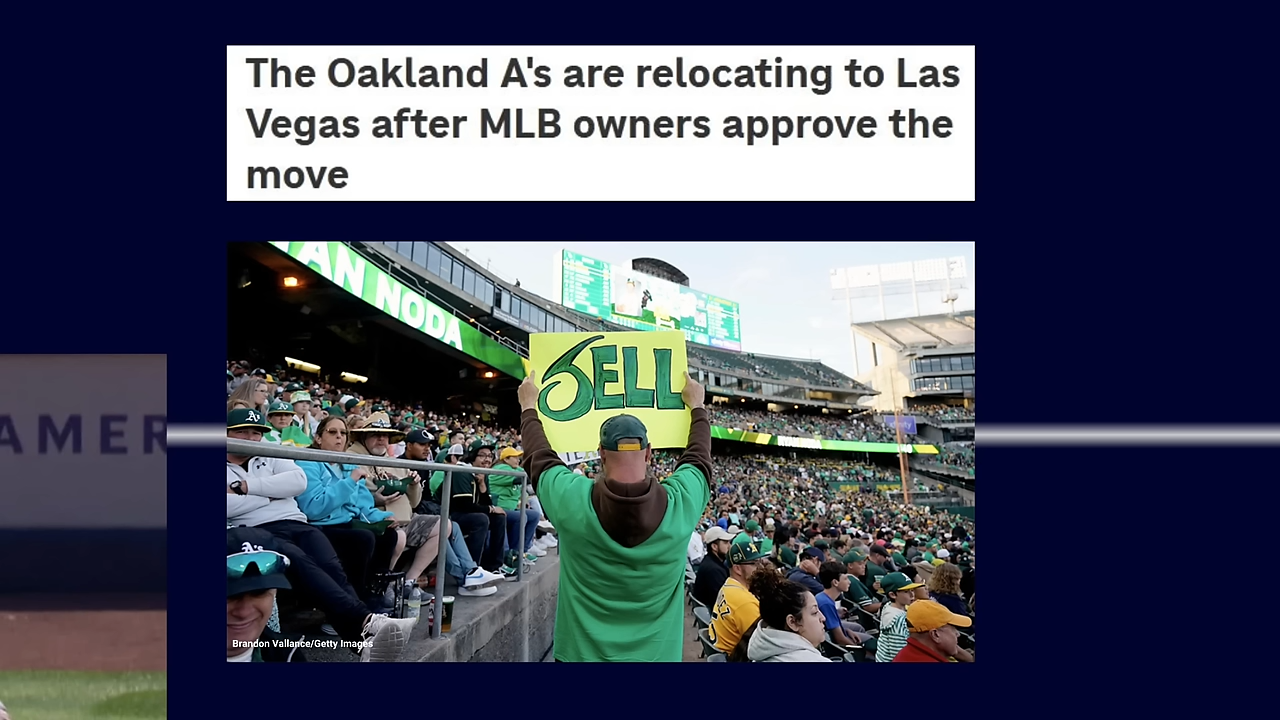 The Oakland A's are relocating to Las
Vegas after MLB owners approve the
move
AN NODA
SELL
A's
A's
AMER
Brandon Vallance/Getty Images